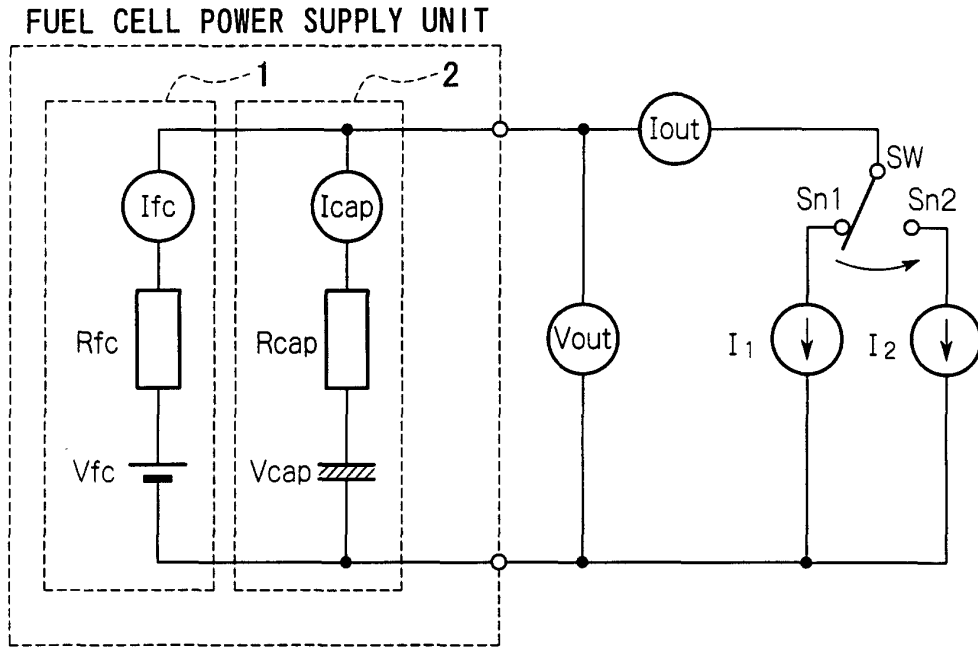 FUEL CELL POWER SUPPLY UNIT
1
2
Iout
SW
Ifc
Icap
Sn1
Sn2
Rfc
Rcap
Vout
I1
I2
Vfc
Vcap